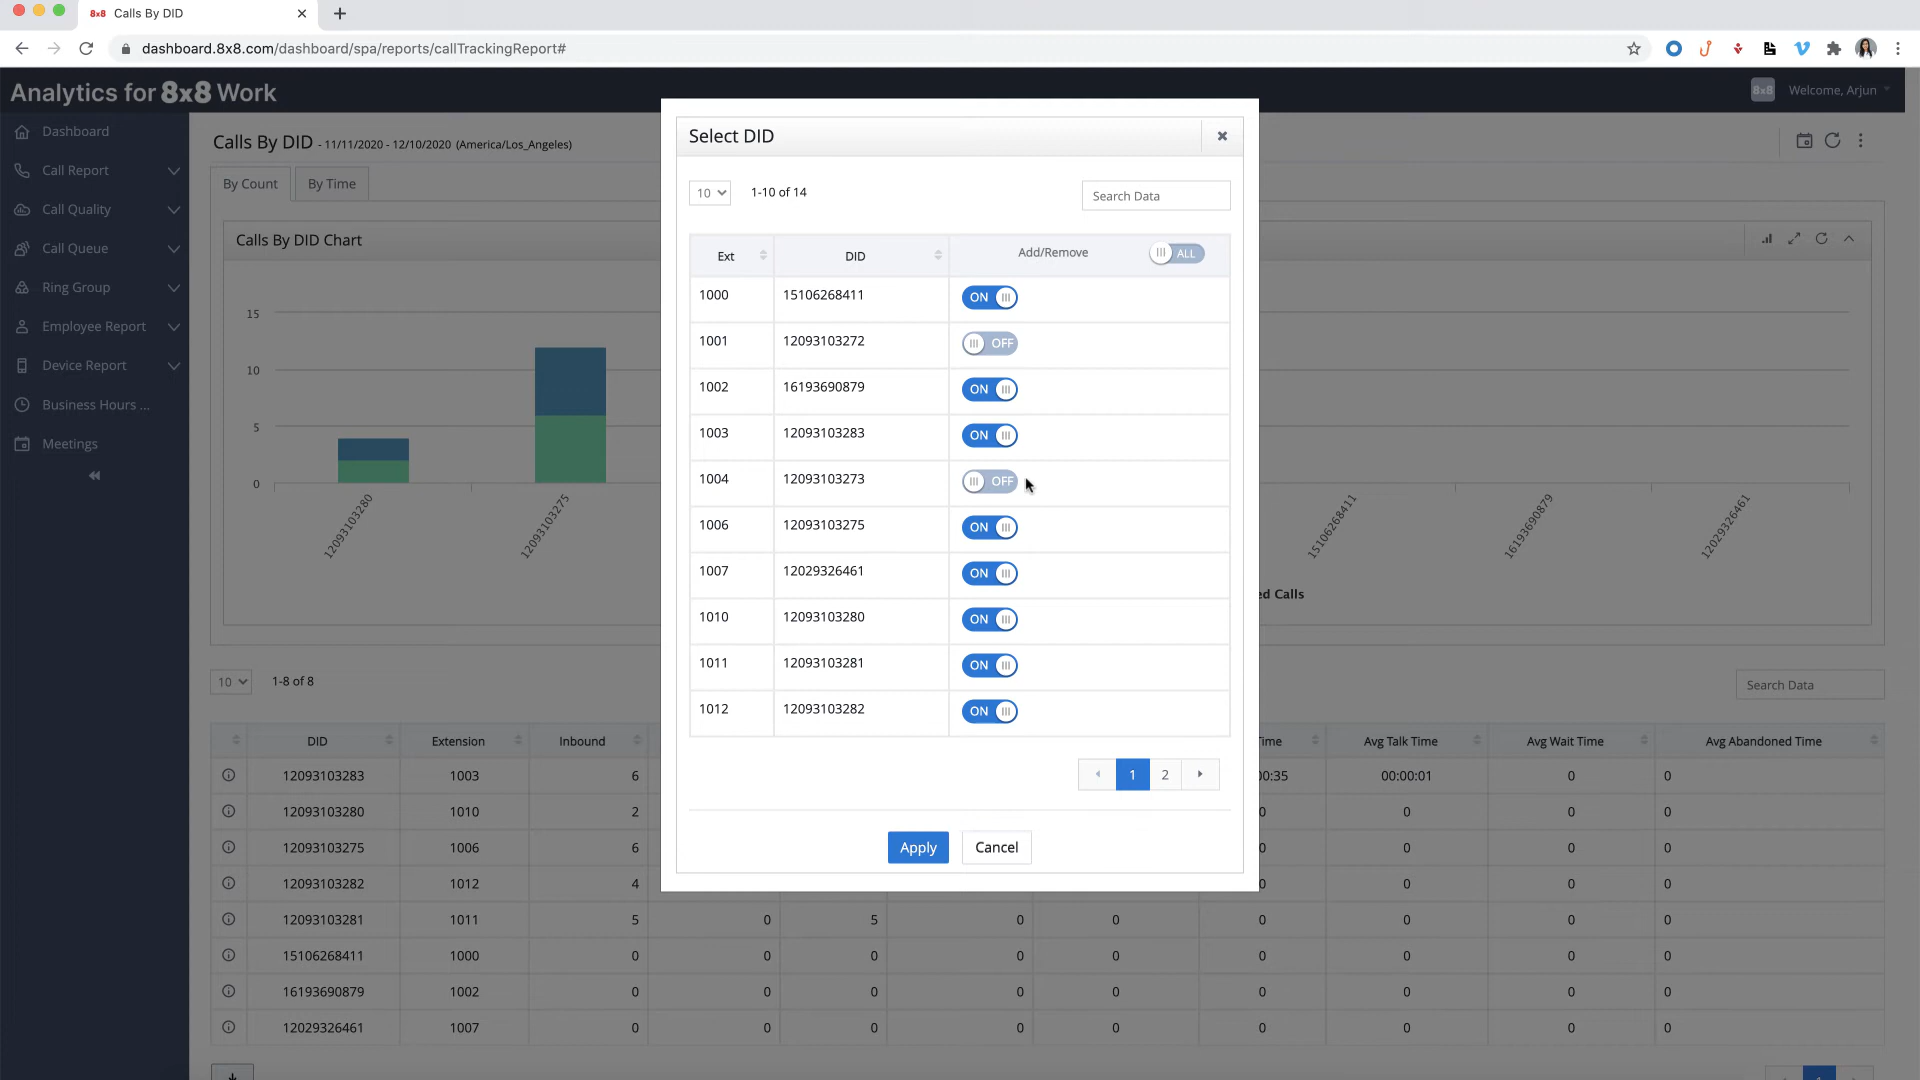 8x8 Calls By DID
dashboard.8x8.com/dashboard/spa/reports/callTrackingReport#
Analytics for 8x8 Work
8x8 Welcome, Arjun
Dashboard
Call Report
Call Quality
Call Queue
Ring Group
Employee Report
Device Report
Business Hours ...
Meetings
Calls By DID - 11/11/2020 - 12/10/2020 (America/Los_Angeles)
By Count By Time
Calls By DID Chart
15
10
5
0
12093103280
12093103275
15106268411
16193690879
12029326461
ed Calls
Select DID
10 1-10 of 14 Search Data
Ext DID Add/Remove ALL
1000 15106268411 ON
1001 12093103272 OFF
1002 16193690879 ON
1003 12093103283 ON
1004 12093103273 OFF
1006 12093103275 ON
1007 12029326461 ON
1010 12093103280 ON
1011 12093103281 ON
1012 12093103282 ON
1 2
Apply Cancel
10 1-8 of 8 Search Data
DID Extension Inbound ime Avg Talk Time Avg Wait Time Avg Abandoned Time
12093103283 1003 6 00:35 00:00:01 0 0
12093103280 1010 2 0 0 0 0
12093103275 1006 6 0 0 0 0
12093103282 1012 4 0 0 0 0
12093103281 1011 5 0 5 0 0 0 0 0 0
15106268411 1000 0 0 0 0 0 0 0 0 0
16193690879 1002 0 0 0 0 0 0 0 0 0
12029326461 1007 0 0 0 0 0 0 0 0 0